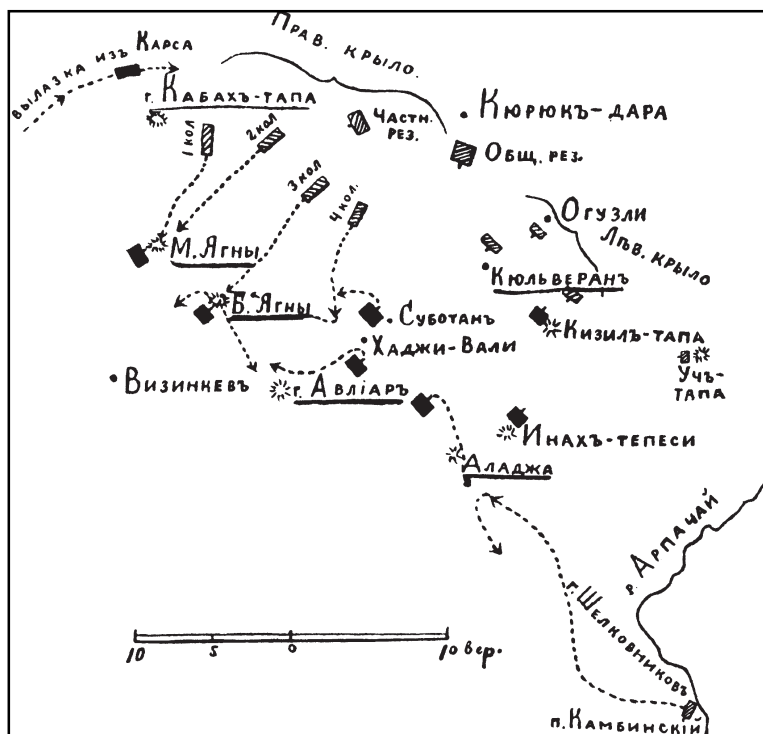 Прав. крыло.
Вылазка изъ Карса
г. Кабахъ-тапа
Частн.
рез.
Кюрюкъ-дара
Общ. рез.
1 кол
2 кол
3 кол
4 кол.
Огузли
Лѣв. крыло
М. Ягны
Кюльверанъ
Б. Ягны
Суботанъ
Кизилъ-тапа
Хаджи-Вали
Учъ-
тапа
Визинкевъ
г. Авлiаръ
Инахъ-тепеси
Аладжа
р. Арпачай
г. Шелковниковъ
10 5 0 10 вер.
п. Камбинскiй